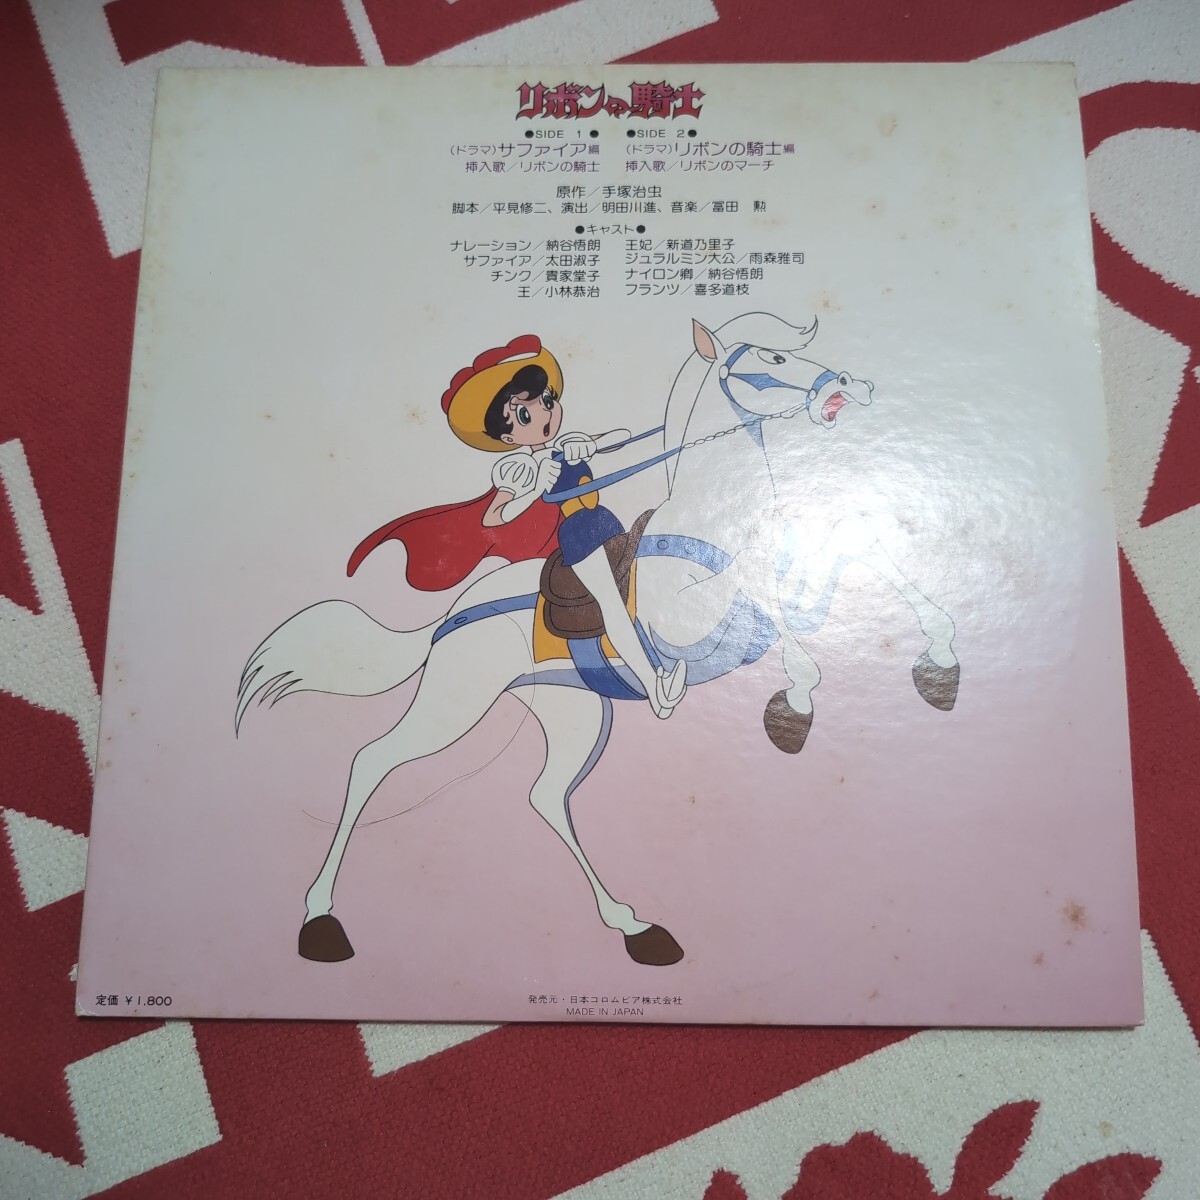 リボンの騎士
●SIDE 1●
(ドラマ)サファイア編
挿入歌/リボンの騎士
●SIDE 2●
(ドラマ)リボンの騎士編
挿入歌/リボンのマーチ
原作/手塚治虫
脚本/平見修二、演出/明田川進、音楽/冨田 勲
●キャスト●
ナレーション/納谷悟朗
サファイア/太田淑子
チンク/貴家堂子
王/小林恭治
王妃/新道乃里子
ジュラルミン大公/雨森雅司
ナイロン卿/納谷悟朗
フランツ/喜多道枝
定価 ¥1,800
発売元・日本コロムビア株式会社
MADE IN JAPAN